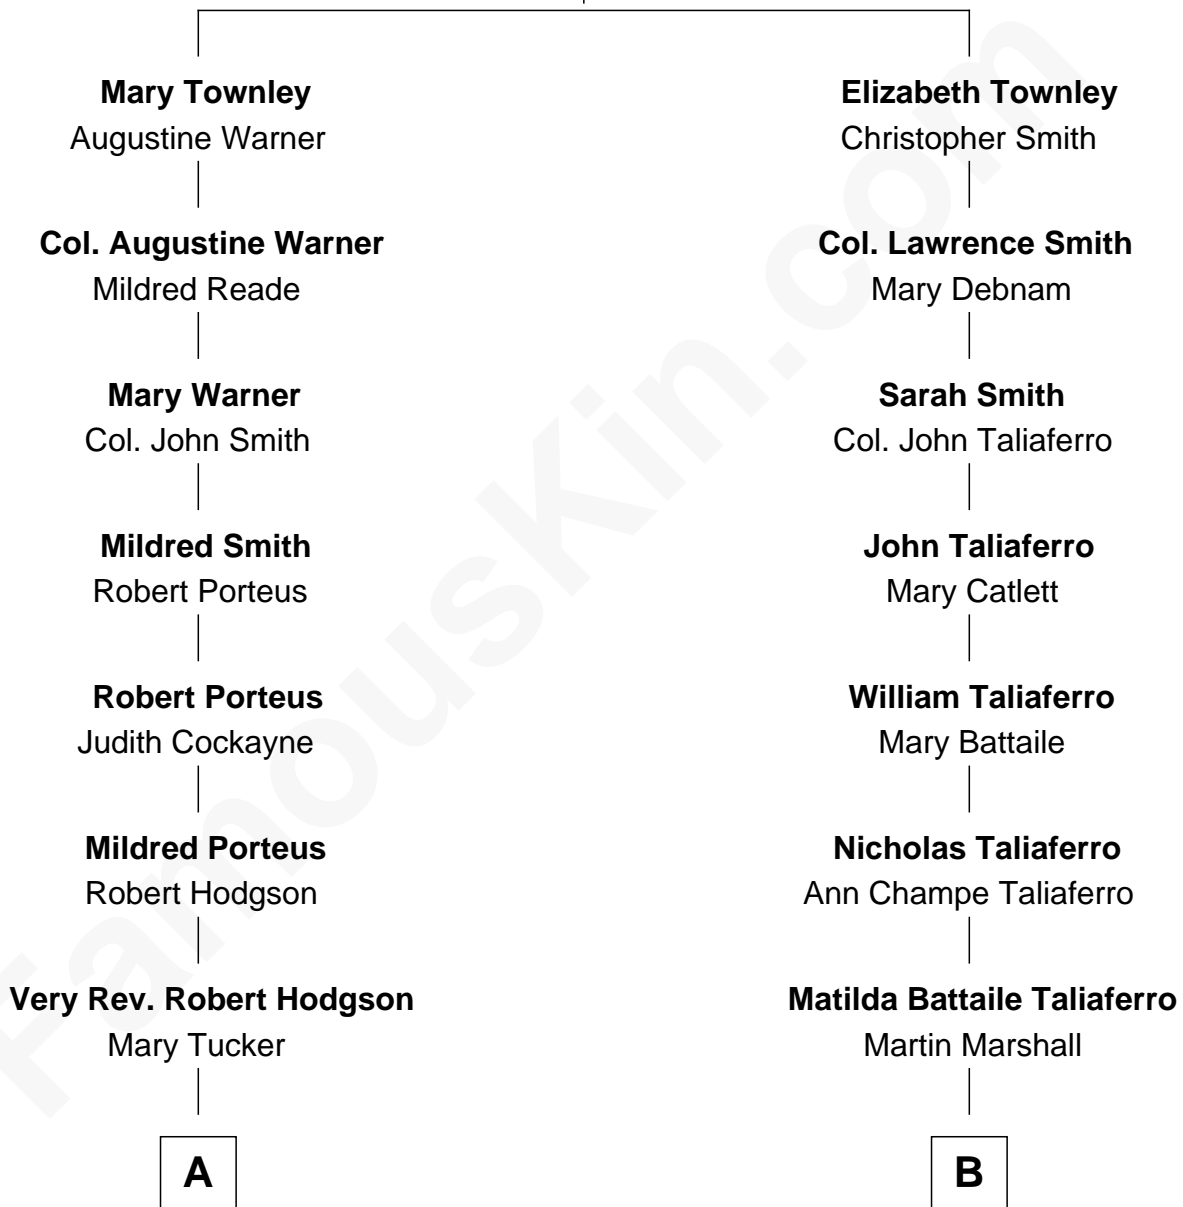 Mary Townley
Augustine Warner
Col. Augustine Warner
Mildred Reade
Mary Warner
Col. John Smith
Mildred Smith
Robert Porteus
Robert Porteus
Judith Cockayne
Mildred Porteus
Robert Hodgson
Very Rev. Robert Hodgson
Mary Tucker
A
Elizabeth Townley
Christopher Smith
Col. Lawrence Smith
Mary Debnam
Sarah Smith
Col. John Taliaferro
John Taliaferro
Mary Catlett
William Taliaferro
Mary Battaile
Nicholas Taliaferro
Ann Champe Taliaferro
Matilda Battaile Taliaferro
Martin Marshall
B
FamousKin.com